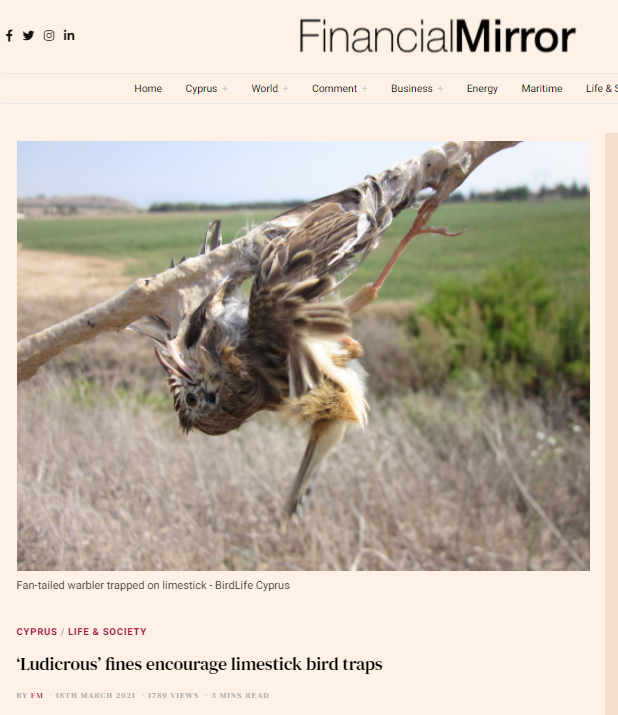 FinancialMirror
Home Cyprus + World + Comment + Business + Energy Maritime Life & S
Fan-tailed warbler trapped on limestick - BirdLife Cyprus
CYPRUS / LIFE & SOCIETY
‘Ludicrous’ fines encourage limestick bird traps
BY FM · 18TH MARCH 2021 · 1789 VIEWS · 3 MINS READ